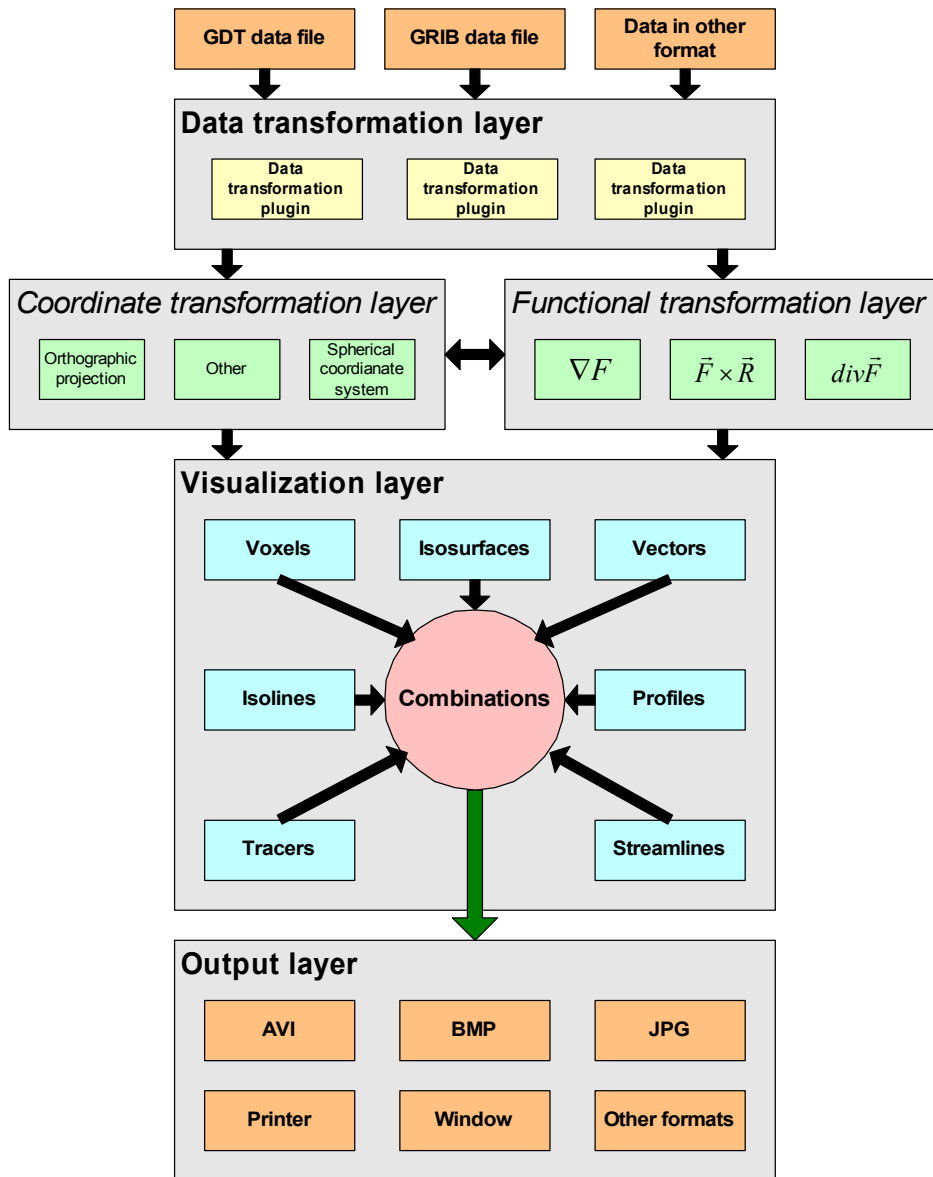 GDT data file
GRIB data file
Data in other
format
Data transformation layer
Data
transformation
plugin
Data
transformation
plugin
Data
transformation
plugin
Coordinate transformation layer
Orthographic
projection
Other
Spherical
coordianate
system
Functional transformation layer
∇F
F⃗ × R⃗
divF⃗
Visualization layer
Voxels
Isosurfaces
Vectors
Isolines
Combinations
Profiles
Tracers
Streamlines
Output layer
AVI
BMP
JPG
Printer
Window
Other formats